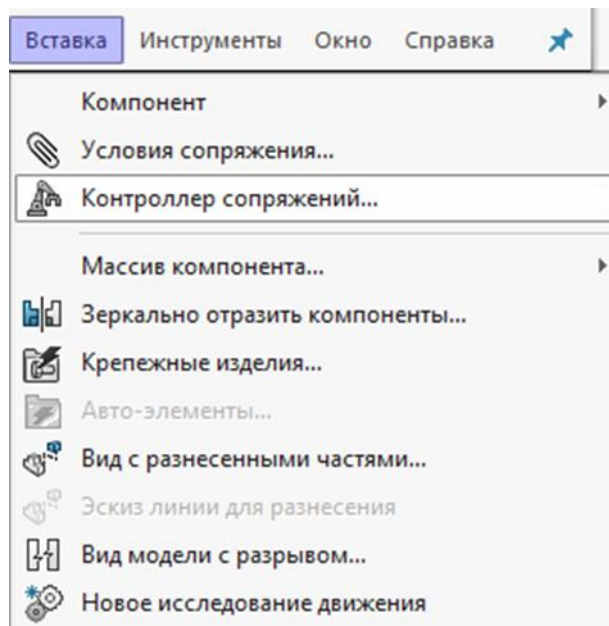 Вставка Инструменты Окно Справка
Компонент
Условия сопряжения...
Контроллер сопряжений...
Массив компонента...
Зеркально отразить компоненты...
Крепежные изделия...
Авто-элементы...
Вид с разнесенными частями...
Эскиз линии для разнесения
Вид модели с разрывом...
Новое исследование движения